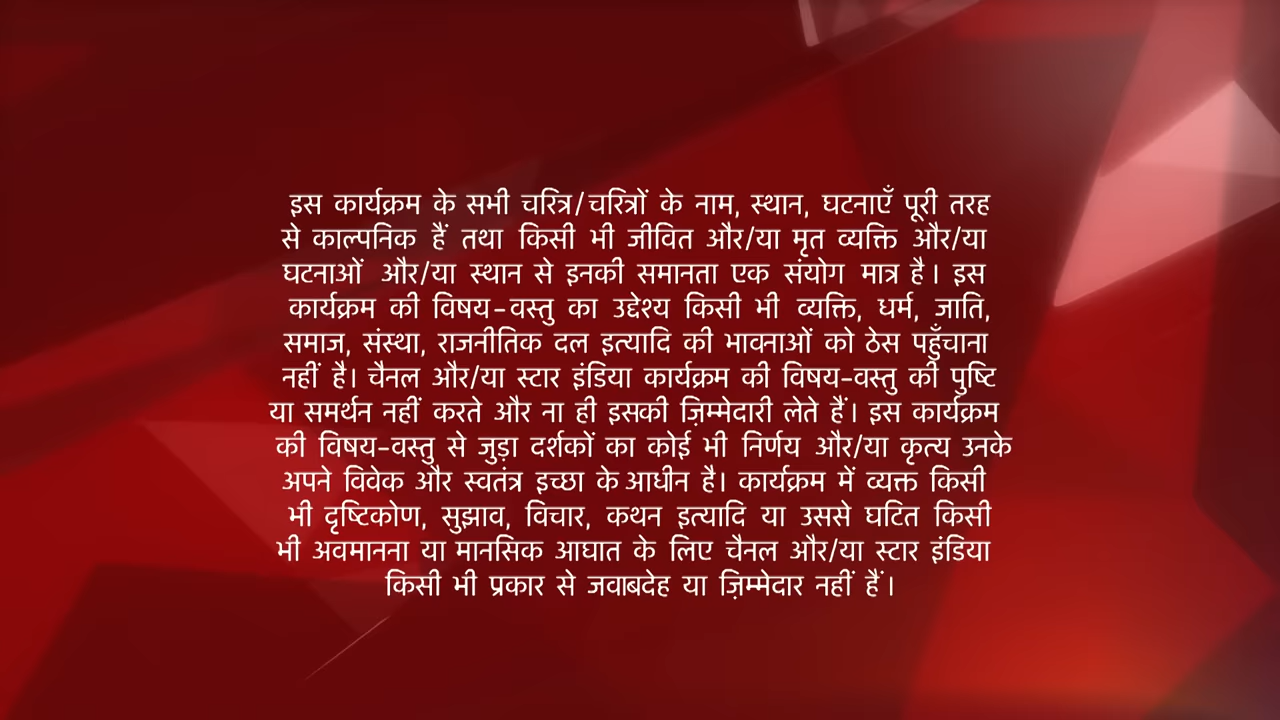 इस कार्यक्रम के सभी चरित्र/चरित्रों के नाम, स्थान, घटनाएँ पूरी तरह
से काल्पनिक हैं तथा किसी भी जीवित और/या मृत व्यक्ति और/या
घटनाओं और/या स्थान से इनकी समानता एक संयोग मात्र है। इस
कार्यक्रम की विषय-वस्तु का उद्देश्य किसी भी व्यक्ति, धर्म, जाति,
समाज, संस्था, राजनीतिक दल इत्यादि की भावनाओं को ठेस पहुँचाना
नहीं है। चैनल और/या स्टार इंडिया कार्यक्रम की विषय-वस्तु की पुष्टि
या समर्थन नहीं करते और ना ही इसकी ज़िम्मेदारी लेते हैं। इस कार्यक्रम
की विषय-वस्तु से जुड़ा दर्शकों का कोई भी निर्णय और/या कृत्य उनके
अपने विवेक और स्वतंत्र इच्छा के आधीन है। कार्यक्रम में व्यक्त किसी
भी दृष्टिकोण, सुझाव, विचार, कथन इत्यादि या उससे घटित किसी
भी अवमानना या मानसिक आघात के लिए चैनल और/या स्टार इंडिया
किसी भी प्रकार से जवाबदेह या ज़िम्मेदार नहीं हैं।